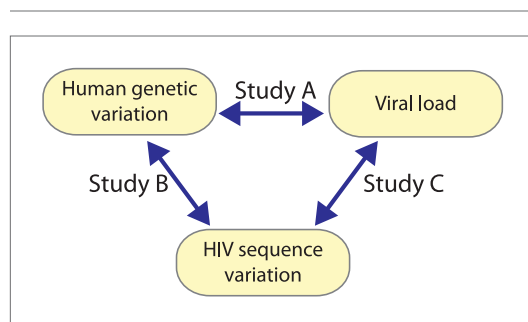 Human genetic
variation
Study A
Viral load
Study B
Study C
HIV sequence
variation